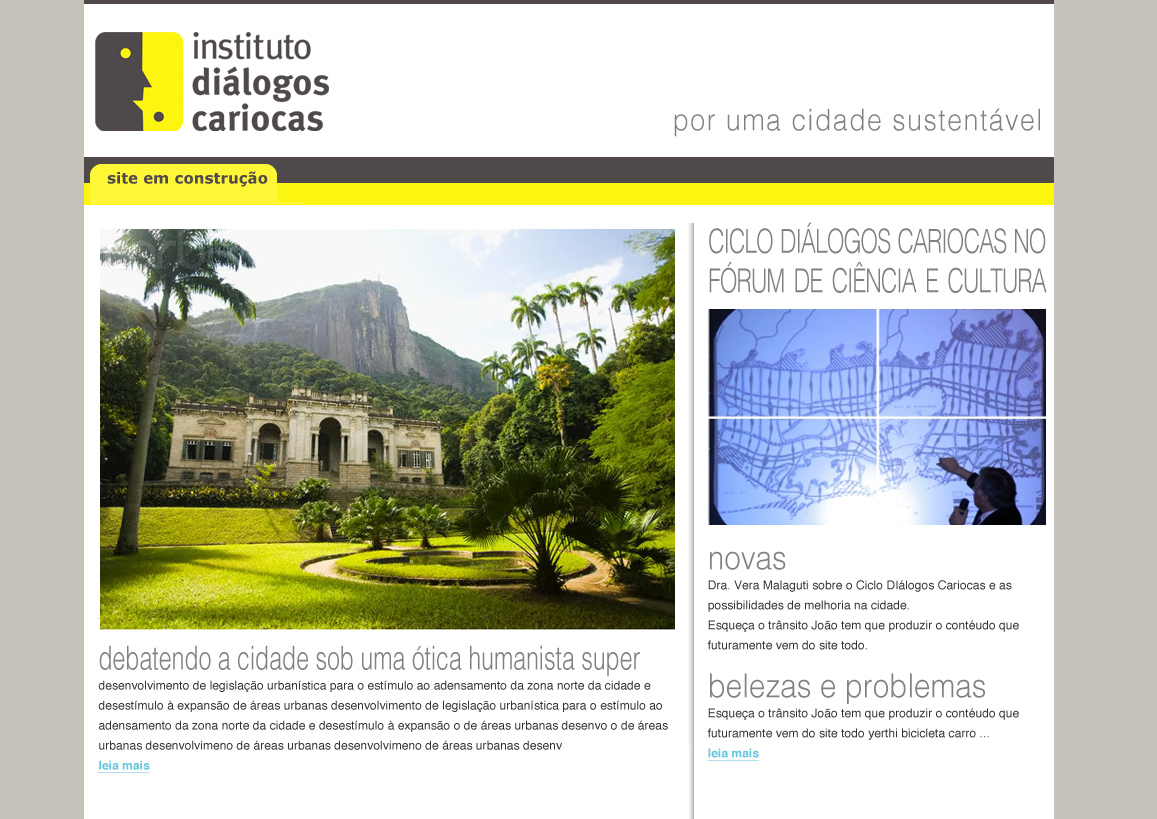 instituto
diálogos
cariocas
por uma cidade sustentável
site em construção
debatendo a cidade sob uma ótica humanista super
desenvolvimento de legislação urbanística para o estímulo ao adensamento da zona norte da cidade e
desestímulo à expansão de áreas urbanas desenvolvimento de legislação urbanística para o estímulo ao
adensamento da zona norte da cidade e desestímulo à expansão o de áreas urbanas desenvo o de áreas
urbanas desenvolvimeno de áreas urbanas desenvolvimeno de áreas urbanas desenv
leia mais
CICLO DIÁLOGOS CARIOCAS NO
FÓRUM DE CIÊNCIA E CULTURA
novas
Dra. Vera Malaguti sobre o Ciclo DIálogos Cariocas e as
possibilidades de melhoria na cidade.
Esqueça o trânsito João tem que produzir o contéudo que
futuramente vem do site todo.
belezas e problemas
Esqueça o trânsito João tem que produzir o contéudo que
futuramente vem do site todo yerthi bicicleta carro ...
leia mais